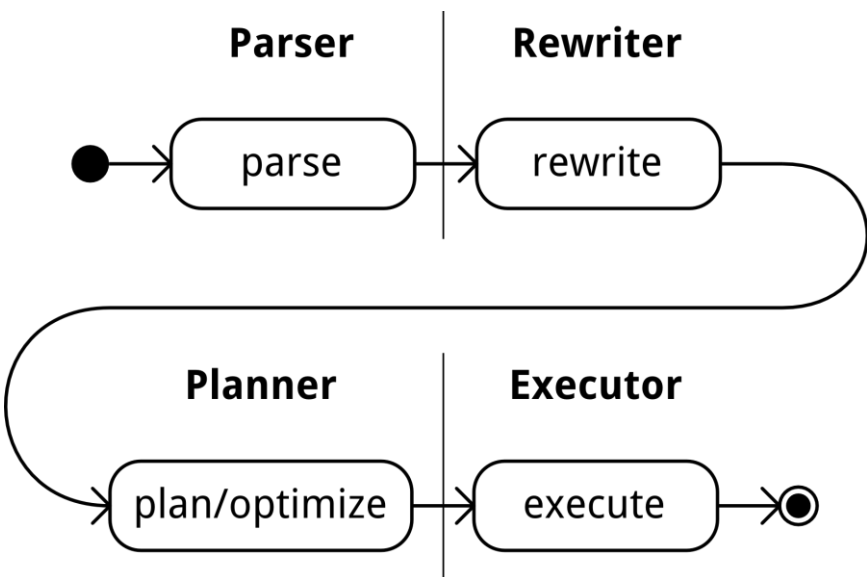 Parser Rewriter
parse rewrite
Planner Executor
plan/optimize execute